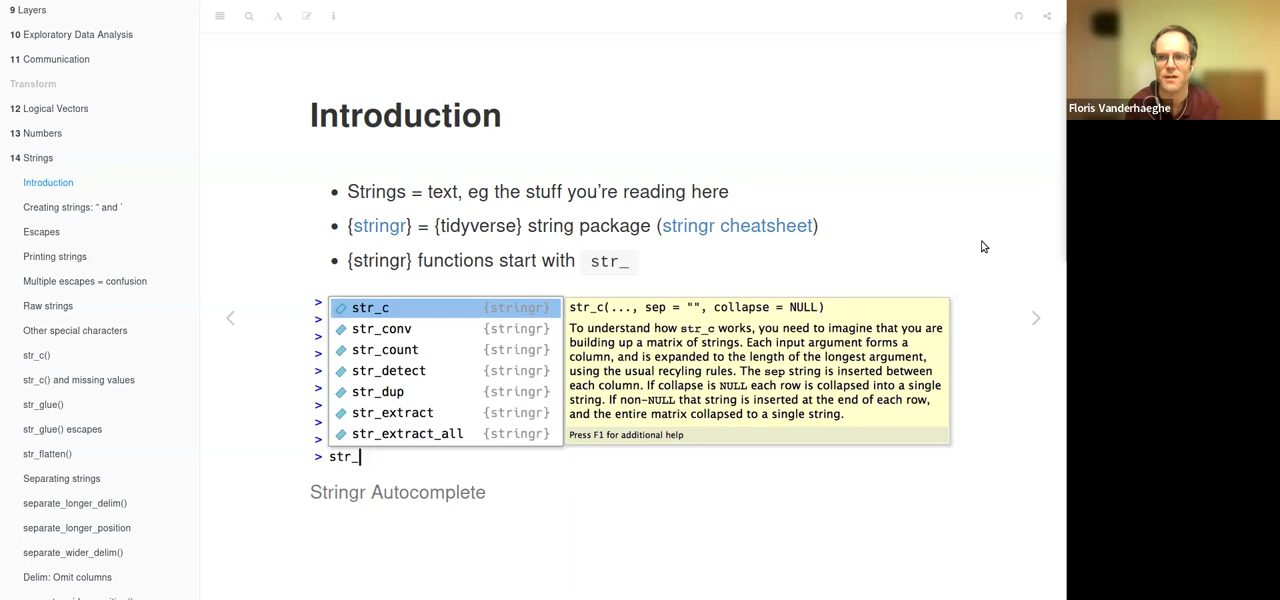 9 Layers
10 Exploratory Data Analysis
11 Communication
Transform
12 Logical Vectors
13 Numbers
14 Strings
Introduction
Creating strings: " and '
Escapes
Printing strings
Multiple escapes = confusion
Raw strings
Other special characters
str_c()
str_c() and missing values
str_glue()
str_glue() escapes
str_flatten()
Separating strings
separate_longer_delim()
separate_longer_position
separate_wider_delim()
Delim: Omit columns
Introduction
• Strings = text, eg the stuff you’re reading here
• {stringr} = {tidyverse} string package (stringr cheatsheet)
• {stringr} functions start with str_
> str_c {stringr}
> str_conv {stringr}
> str_count {stringr}
> str_detect {stringr}
> str_dup {stringr}
> str_extract {stringr}
> str_extract_all {stringr}
> str_
str_c(..., sep = "", collapse = NULL)
To understand how str_c works, you need to imagine that you are
building up a matrix of strings. Each input argument forms a
column, and is expanded to the length of the longest argument,
using the usual recyling rules. The sep string is inserted between
each column. If collapse is NULL each row is collapsed into a single
string. If non-NULL that string is inserted at the end of each row,
and the entire matrix collapsed to a single string.
Press F1 for additional help
Stringr Autocomplete
Floris Vanderhaeghe